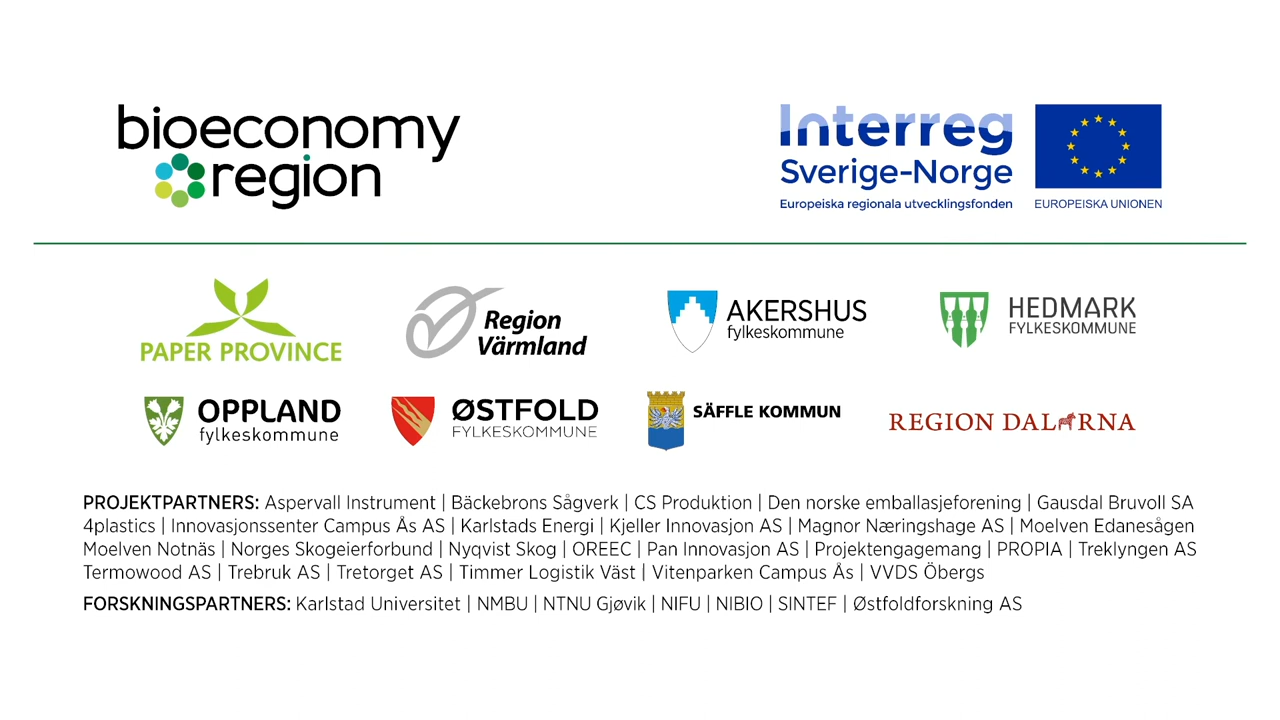 bioeconomy
region
Interreg
Sverige-Norge
Europeiska regionala utvecklingsfonden
EUROPEISKA UNIONEN
PAPER PROVINCE
Region
Värmland
AKERSHUS
fylkeskommune
HEDMARK
FYLKESKOMMUNE
OPPLAND
fylkeskommune
ØSTFOLD
FYLKESKOMMUNE
SÄFFLE KOMMUN
REGION DALARNA
PROJEKTPARTNERS: Aspervall Instrument | Bäckebrons Sågverk | CS Produktion | Den norske emballasjeforening | Gausdal Bruvoll SA
4plastics | Innovasjonssenter Campus Ås AS | Karlstads Energi | Kjeller Innovasjon AS | Magnor Næringshage AS | Moelven Edanesågen
Moelven Notnäs | Norges Skogeierforbund | Nyqvist Skog | OREEC | Pan Innovasjon AS | Projektengagemang | PROPIA | Treklyngen AS
Termowood AS | Trebruk AS | Tretorget AS | Timmer Logistik Väst | Vitenparken Campus Ås | VVDS Öbergs
FORSKNINGSPARTNERS: Karlstad Universitet | NMBU | NTNU Gjøvik | NIFU | NIBIO | SINTEF | Østfoldforskning AS